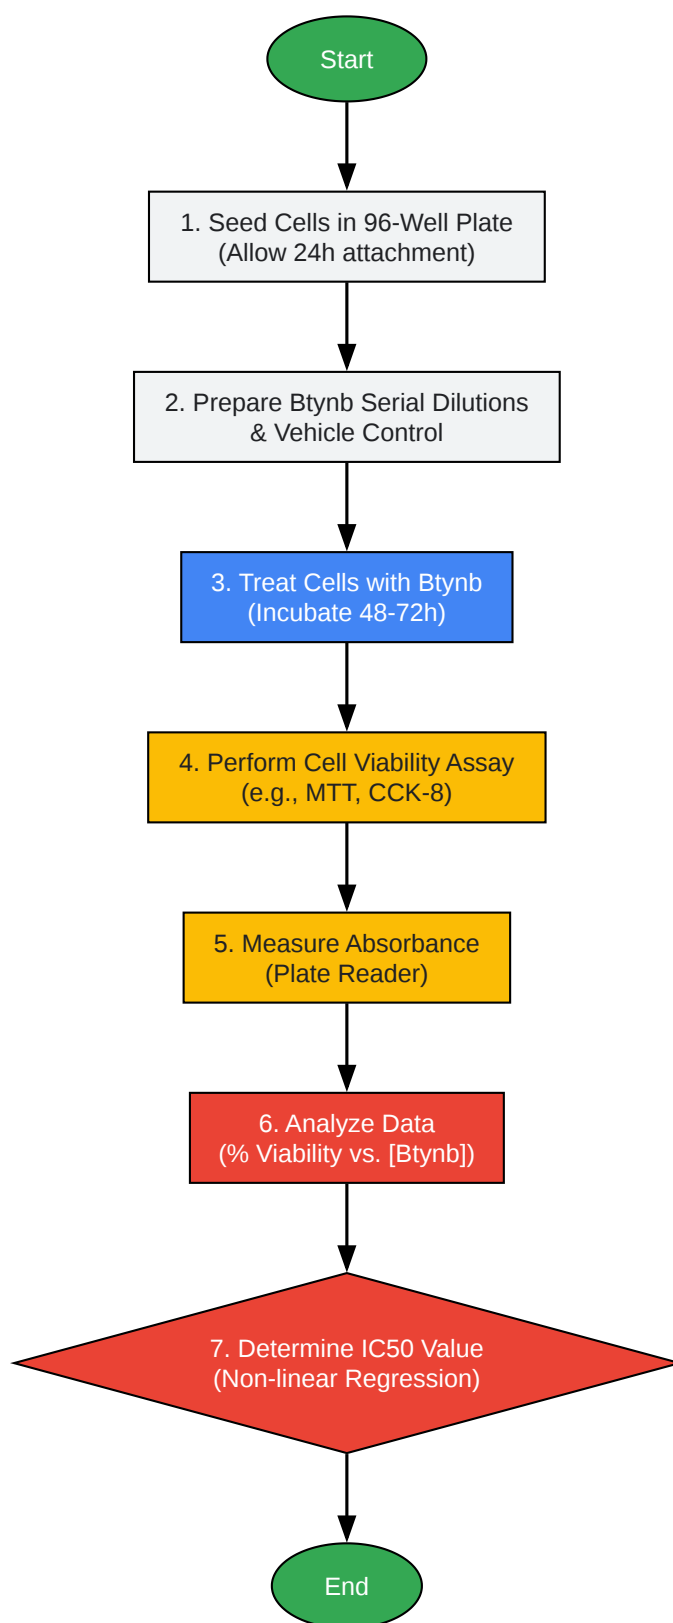 Start
1. Seed Cells in 96-Well Plate
(Allow 24h attachment)
2. Prepare Btynb Serial Dilutions
& Vehicle Control
3. Treat Cells with Btynb
(Incubate 48-72h)
4. Perform Cell Viability Assay
(e.g., MTT, CCK-8)
5. Measure Absorbance
(Plate Reader)
6. Analyze Data
(% Viability vs. [Btynb])
7. Determine IC50 Value
(Non-linear Regression)
End